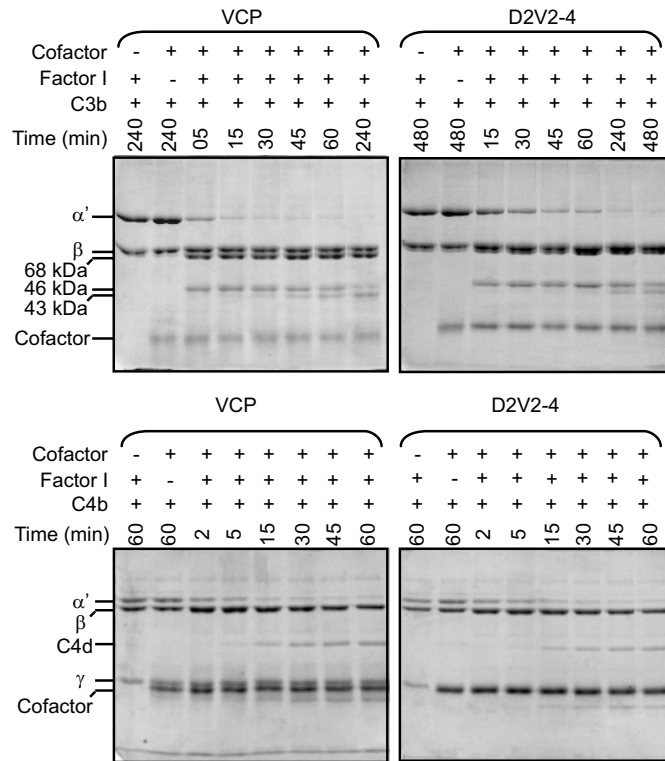 VCP D2V2-4
Cofactor - + + + + + + + - + + + + + + +
Factor I + - + + + + + + + - + + + + + +
C3b + + + + + + + + + + + + + + + +
Time (min) 240 240 05 15 30 45 60 240 480 480 15 30 45 60 240 480
α'
β
68 kDa
46 kDa
43 kDa
Cofactor
VCP D2V2-4
Cofactor - + + + + + + + - + + + + + + +
Factor I + - + + + + + + + - + + + + + +
C4b + + + + + + + + + + + + + + + +
Time (min) 60 60 2 5 15 30 45 60 60 60 2 5 15 30 45 60
α'
β
C4d
γ
Cofactor